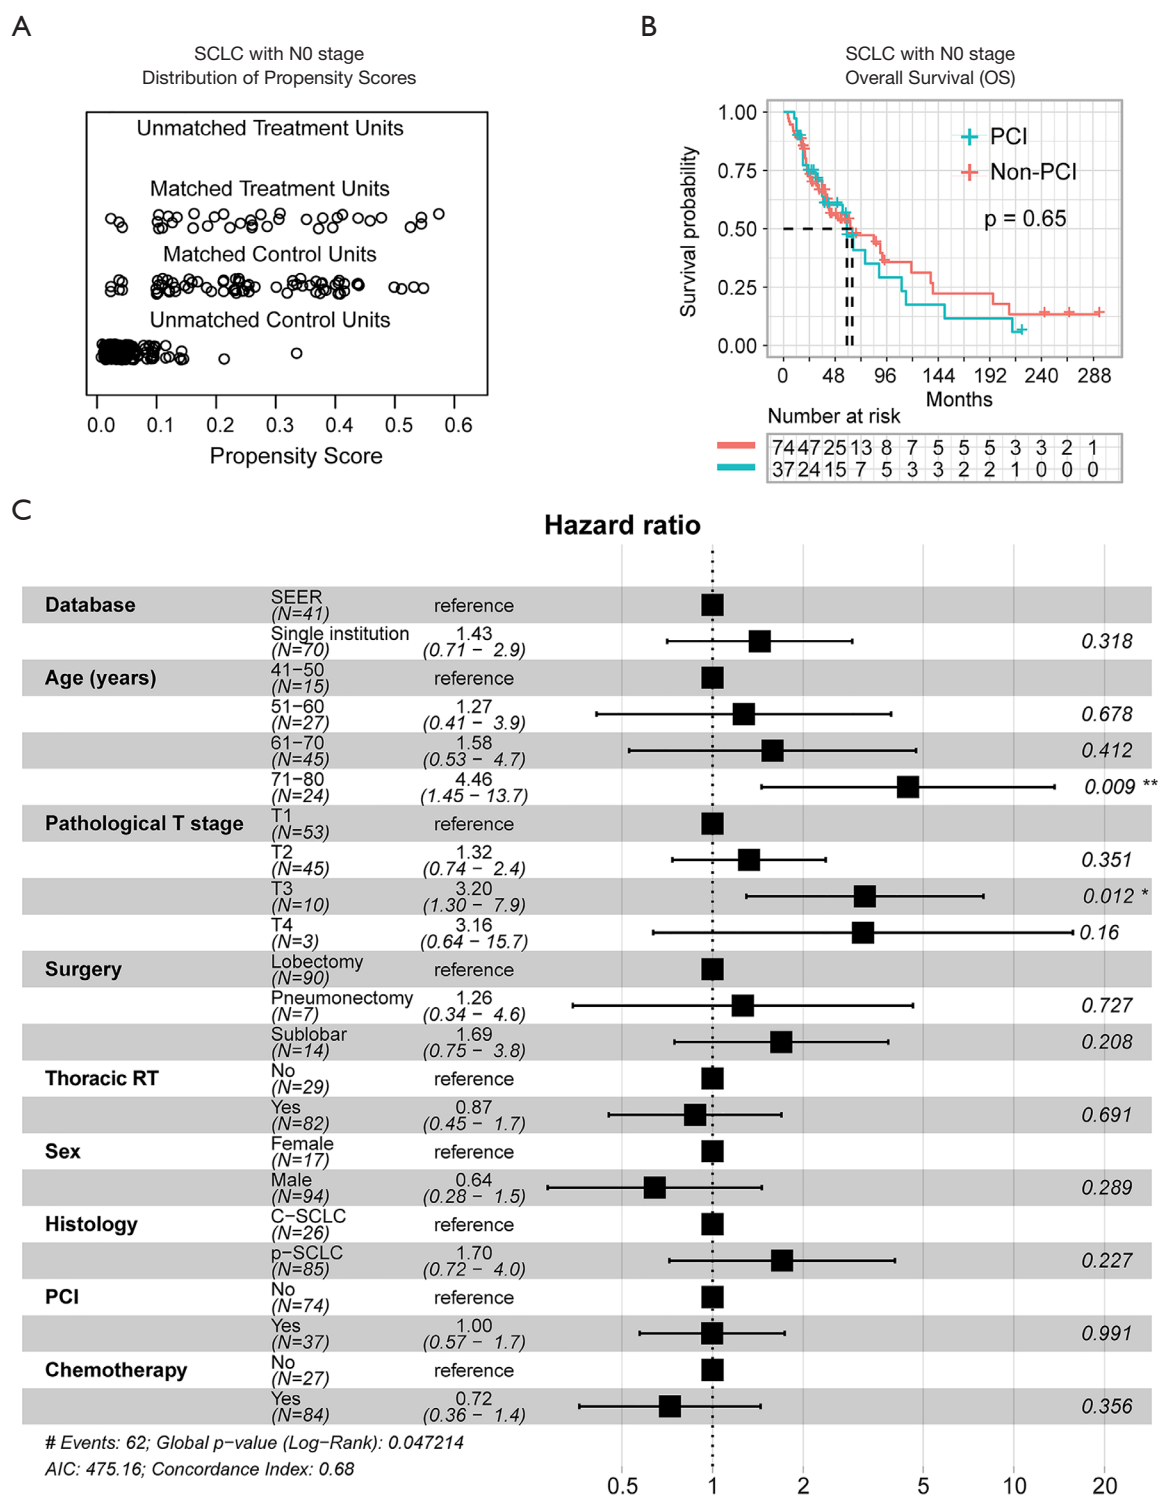 A
SCLC with N0 stage
Distribution of Propensity Scores
Unmatched Treatment Units
Matched Treatment Units
Matched Control Units
Unmatched Control Units
0.0 0.1 0.2 0.3 0.4 0.5 0.6
Propensity Score
B
SCLC with N0 stage
Overall Survival (OS)
Survival probability
1.00
0.75
0.50
0.25
0.00
PCI
Non-PCI
p = 0.65
0 48 96 144 192 240 288
Months
Number at risk
74 47 25 13 8 7 5 5 5 3 3 2 1
37 24 15 7 5 3 3 2 2 1 0 0 0
C
Hazard ratio
Database SEER (N=41) reference
Single institution (N=70) 1.43 (0.71 − 2.9) 0.318
Age (years) 41−50 (N=15) reference
51−60 (N=27) 1.27 (0.41 − 3.9) 0.678
61−70 (N=45) 1.58 (0.53 − 4.7) 0.412
71−80 (N=24) 4.46 (1.45 − 13.7) 0.009 **
Pathological T stage T1 (N=53) reference
T2 (N=45) 1.32 (0.74 − 2.4) 0.351
T3 (N=10) 3.20 (1.30 − 7.9) 0.012 *
T4 (N=3) 3.16 (0.64 − 15.7) 0.16
Surgery Lobectomy (N=90) reference
Pneumonectomy (N=7) 1.26 (0.34 − 4.6) 0.727
Sublobar (N=14) 1.69 (0.75 − 3.8) 0.208
Thoracic RT No (N=29) reference
Yes (N=82) 0.87 (0.45 − 1.7) 0.691
Sex Female (N=17) reference
Male (N=94) 0.64 (0.28 − 1.5) 0.289
Histology C−SCLC (N=26) reference
p−SCLC (N=85) 1.70 (0.72 − 4.0) 0.227
PCI No (N=74) reference
Yes (N=37) 1.00 (0.57 − 1.7) 0.991
Chemotherapy No (N=27) reference
Yes (N=84) 0.72 (0.36 − 1.4) 0.356
# Events: 62; Global p−value (Log−Rank): 0.047214
AIC: 475.16; Concordance Index: 0.68
0.5 1 2 5 10 20